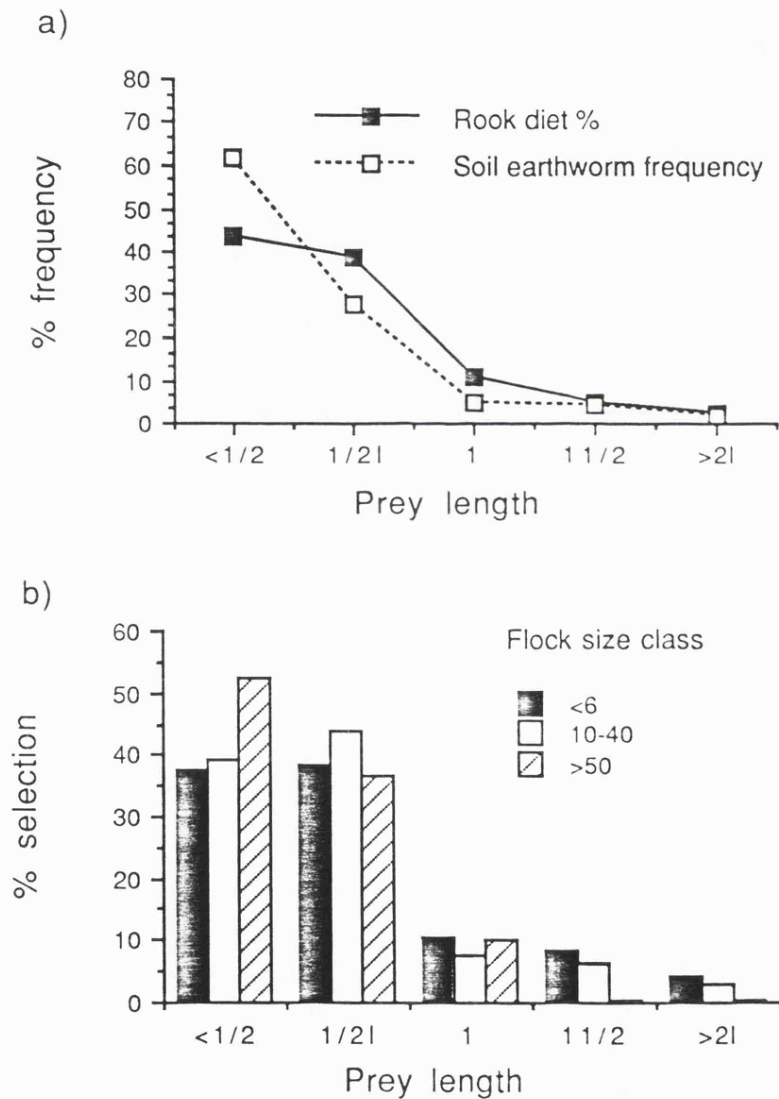 a)
80
70
60
50
40
30
20
10
0
% frequency
Rook diet %
Soil earthworm frequency
<1/2 1/2l 1 1 1/2 >2l
Prey length
b)
60
50
40
30
20
10
0
% selection
Flock size class
<6
10-40
>50
<1/2 1/2l 1 1 1/2 >2l
Prey length